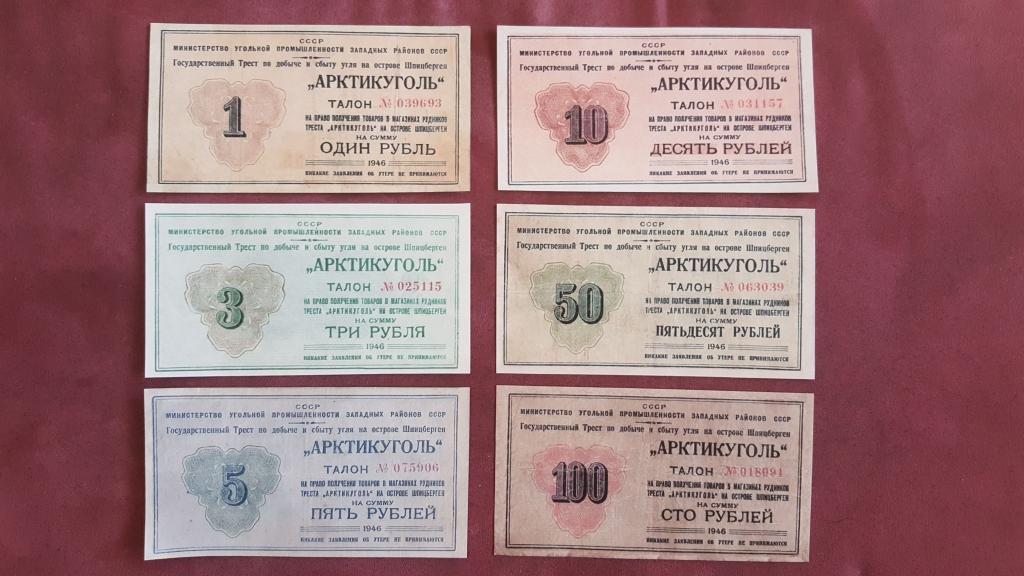 СССР
МИНИСТЕРСТВО УГОЛЬНОЙ ПРОМЫШЛЕННОСТИ ЗАПАДНЫХ РАЙОНОВ СССР
Государственный Трест по добыче и сбыту угля на острове Шпицберген
„АРКТИКУГОЛЬ“
1
ТАЛОН № 039693
НА ПРАВО ПОЛУЧЕНИЯ ТОВАРОВ В МАГАЗИНАХ РУДНИКОВ
ТРЕСТА „АРКТИКУГОЛЬ“ НА ОСТРОВЕ ШПИЦБЕРГЕН
НА СУММУ
ОДИН РУБЛЬ
1946
НИКАКИЕ ЗАЯВЛЕНИЯ ОБ УТЕРЕ НЕ ПРИНИМАЮТСЯ
СССР
МИНИСТЕРСТВО УГОЛЬНОЙ ПРОМЫШЛЕННОСТИ ЗАПАДНЫХ РАЙОНОВ СССР
Государственный Трест по добыче и сбыту угля на острове Шпицберген
„АРКТИКУГОЛЬ“
3
ТАЛОН № 025115
НА ПРАВО ПОЛУЧЕНИЯ ТОВАРОВ В МАГАЗИНАХ РУДНИКОВ
ТРЕСТА „АРКТИКУГОЛЬ“ НА ОСТРОВЕ ШПИЦБЕРГЕН
НА СУММУ
ТРИ РУБЛЯ
1946
НИКАКИЕ ЗАЯВЛЕНИЯ ОБ УТЕРЕ НЕ ПРИНИМАЮТСЯ
СССР
МИНИСТЕРСТВО УГОЛЬНОЙ ПРОМЫШЛЕННОСТИ ЗАПАДНЫХ РАЙОНОВ СССР
Государственный Трест по добыче и сбыту угля на острове Шпицберген
„АРКТИКУГОЛЬ“
5
ТАЛОН № 075906
НА ПРАВО ПОЛУЧЕНИЯ ТОВАРОВ В МАГАЗИНАХ РУДНИКОВ
ТРЕСТА „АРКТИКУГОЛЬ“ НА ОСТРОВЕ ШПИЦБЕРГЕН
НА СУММУ
ПЯТЬ РУБЛЕЙ
1946
НИКАКИЕ ЗАЯВЛЕНИЯ ОБ УТЕРЕ НЕ ПРИНИМАЮТСЯ
СССР
МИНИСТЕРСТВО УГОЛЬНОЙ ПРОМЫШЛЕННОСТИ ЗАПАДНЫХ РАЙОНОВ СССР
Государственный Трест по добыче и сбыту угля на острове Шпицберген
„АРКТИКУГОЛЬ“
10
ТАЛОН № 031157
НА ПРАВО ПОЛУЧЕНИЯ ТОВАРОВ В МАГАЗИНАХ РУДНИКОВ
ТРЕСТА „АРКТИКУГОЛЬ“ НА ОСТРОВЕ ШПИЦБЕРГЕН
НА СУММУ
ДЕСЯТЬ РУБЛЕЙ
1946
НИКАКИЕ ЗАЯВЛЕНИЯ ОБ УТЕРЕ НЕ ПРИНИМАЮТСЯ
СССР
МИНИСТЕРСТВО УГОЛЬНОЙ ПРОМЫШЛЕННОСТИ ЗАПАДНЫХ РАЙОНОВ СССР
Государственный Трест по добыче и сбыту угля на острове Шпицберген
„АРКТИКУГОЛЬ“
50
ТАЛОН № 063039
НА ПРАВО ПОЛУЧЕНИЯ ТОВАРОВ В МАГАЗИНАХ РУДНИКОВ
ТРЕСТА „АРКТИКУГОЛЬ“ НА ОСТРОВЕ ШПИЦБЕРГЕН
НА СУММУ
ПЯТЬДЕСЯТ РУБЛЕЙ
1946
НИКАКИЕ ЗАЯВЛЕНИЯ ОБ УТЕРЕ НЕ ПРИНИМАЮТСЯ
СССР
МИНИСТЕРСТВО УГОЛЬНОЙ ПРОМЫШЛЕННОСТИ ЗАПАДНЫХ РАЙОНОВ СССР
Государственный Трест по добыче и сбыту угля на острове Шпицберген
„АРКТИКУГОЛЬ“
100
ТАЛОН № 018091
НА ПРАВО ПОЛУЧЕНИЯ ТОВАРОВ В МАГАЗИНАХ РУДНИКОВ
ТРЕСТА „АРКТИКУГОЛЬ“ НА ОСТРОВЕ ШПИЦБЕРГЕН
НА СУММУ
СТО РУБЛЕЙ
1946
НИКАКИЕ ЗАЯВЛЕНИЯ ОБ УТЕРЕ НЕ ПРИНИМАЮТСЯ